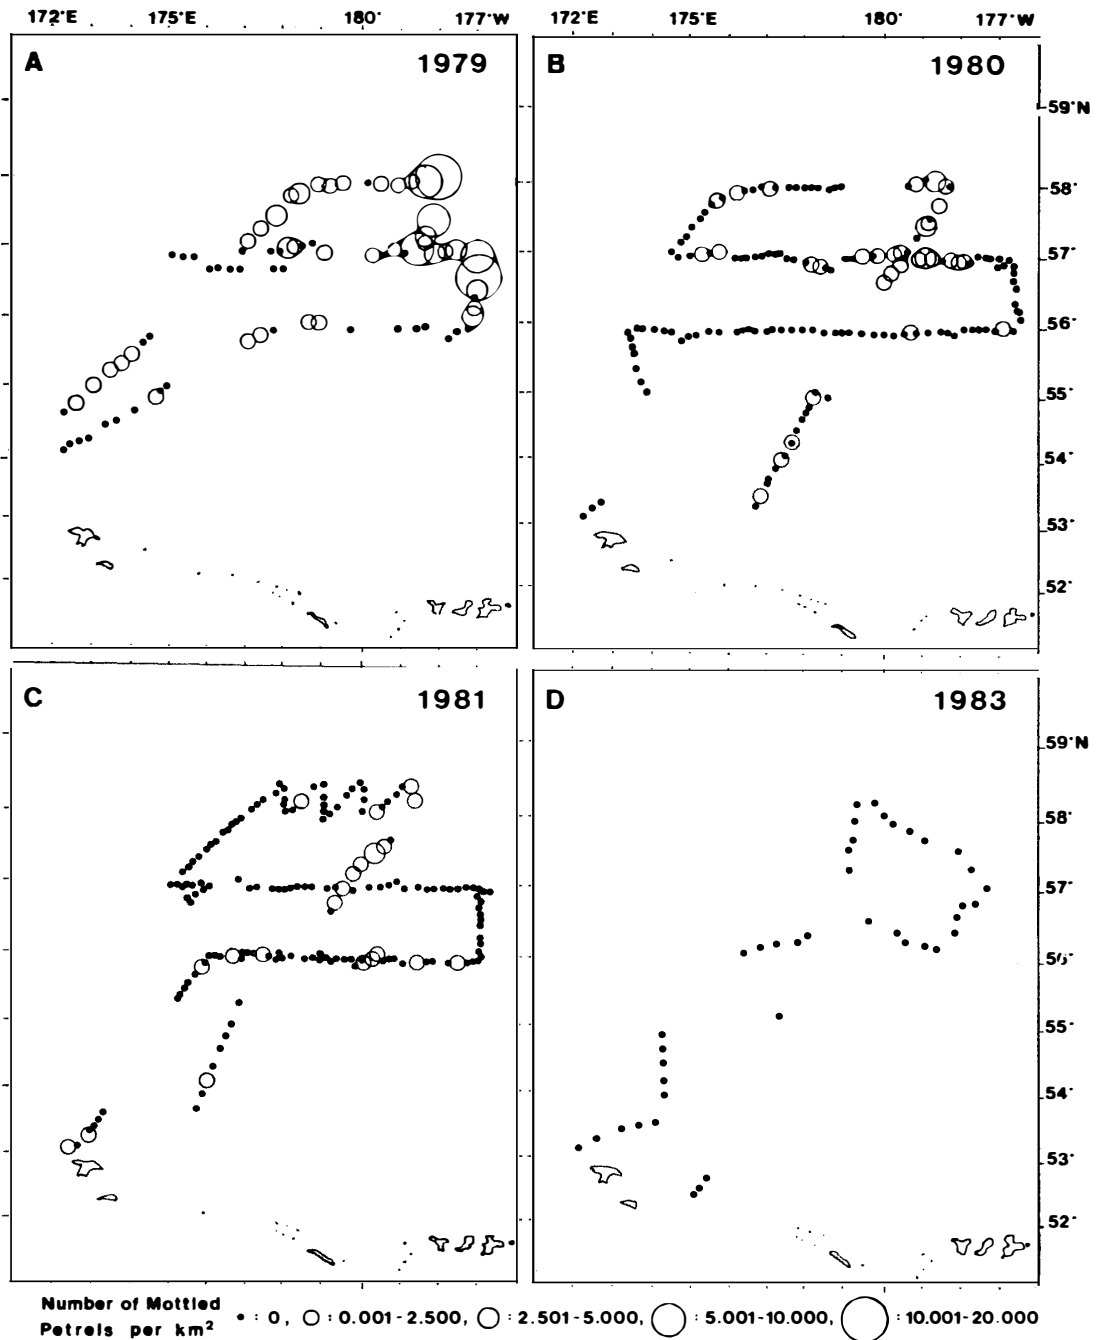 172°E 175°E 180° 177°W 172°E 175°E 180° 177°W
A 1979 B 1980
59°N
58°
57°
56°
55°
54°
53°
52°
C 1981 D 1983
59°N
58°
57°
56°
55°
54°
53°
52°
Number of Mottled
Petrels per km² • : 0, ○ : 0.001-2.500, ○ : 2.501-5.000, ○ : 5.001-10.000, ○ : 10.001-20.000